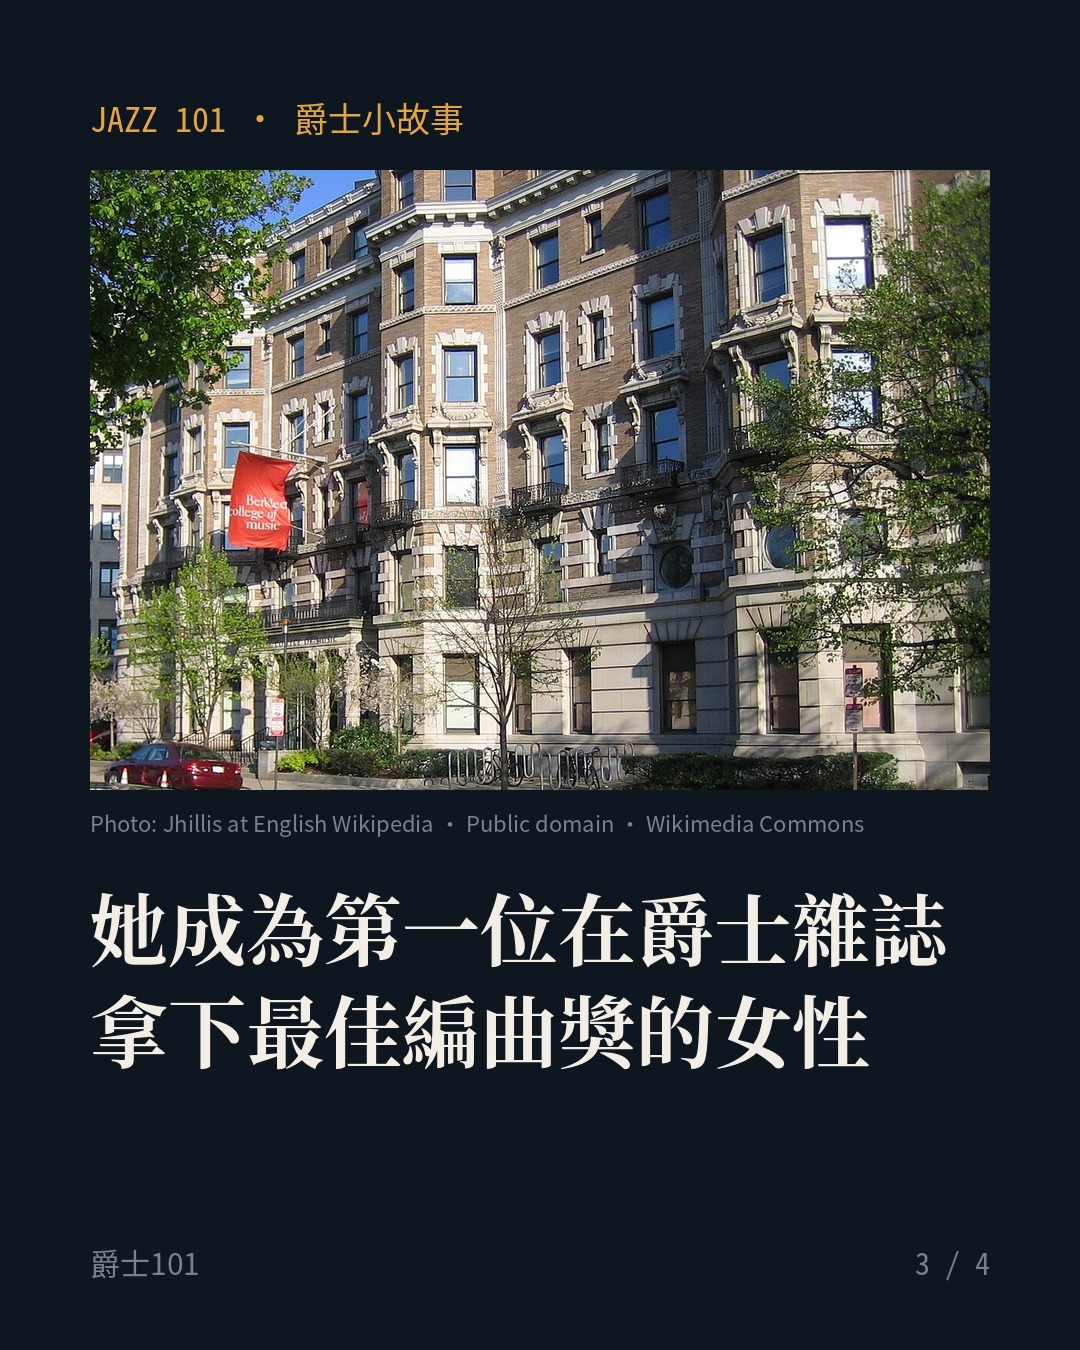 JAZZ 101 · 爵士小故事
Berklee
college of
music
Photo: Jhillis at English Wikipedia · Public domain · Wikimedia Commons
她成為第一位在爵士雜誌
拿下最佳編曲獎的女性
爵士101
3 / 4